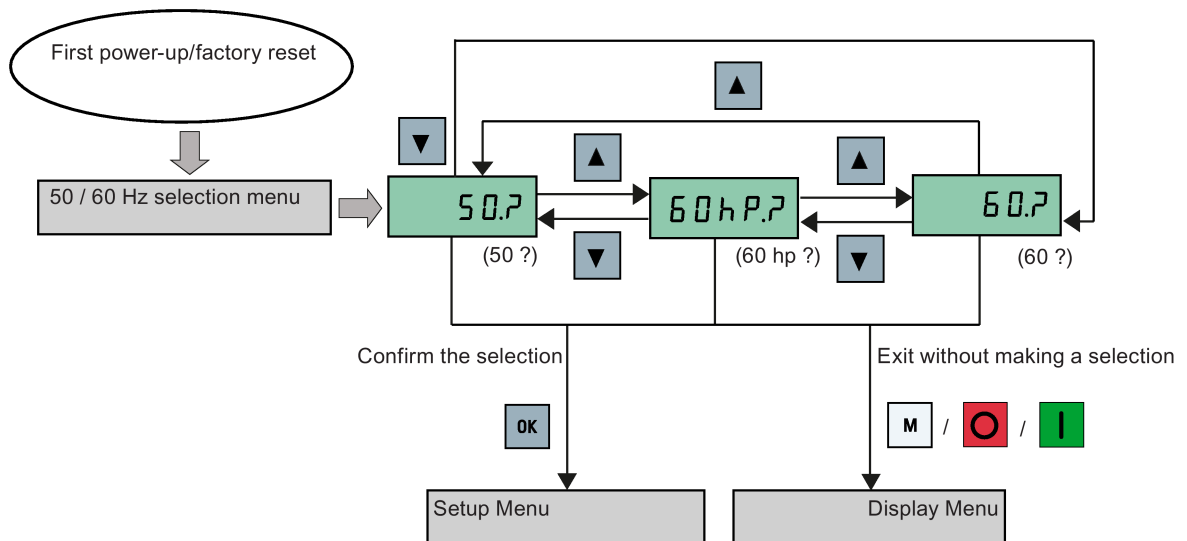 First power-up/factory reset
50 / 60 Hz selection menu
50.?
(50 ?)
60hP.?
(60 hp ?)
60.?
(60 ?)
Confirm the selection
Exit without making a selection
OK
M / /
Setup Menu
Display Menu